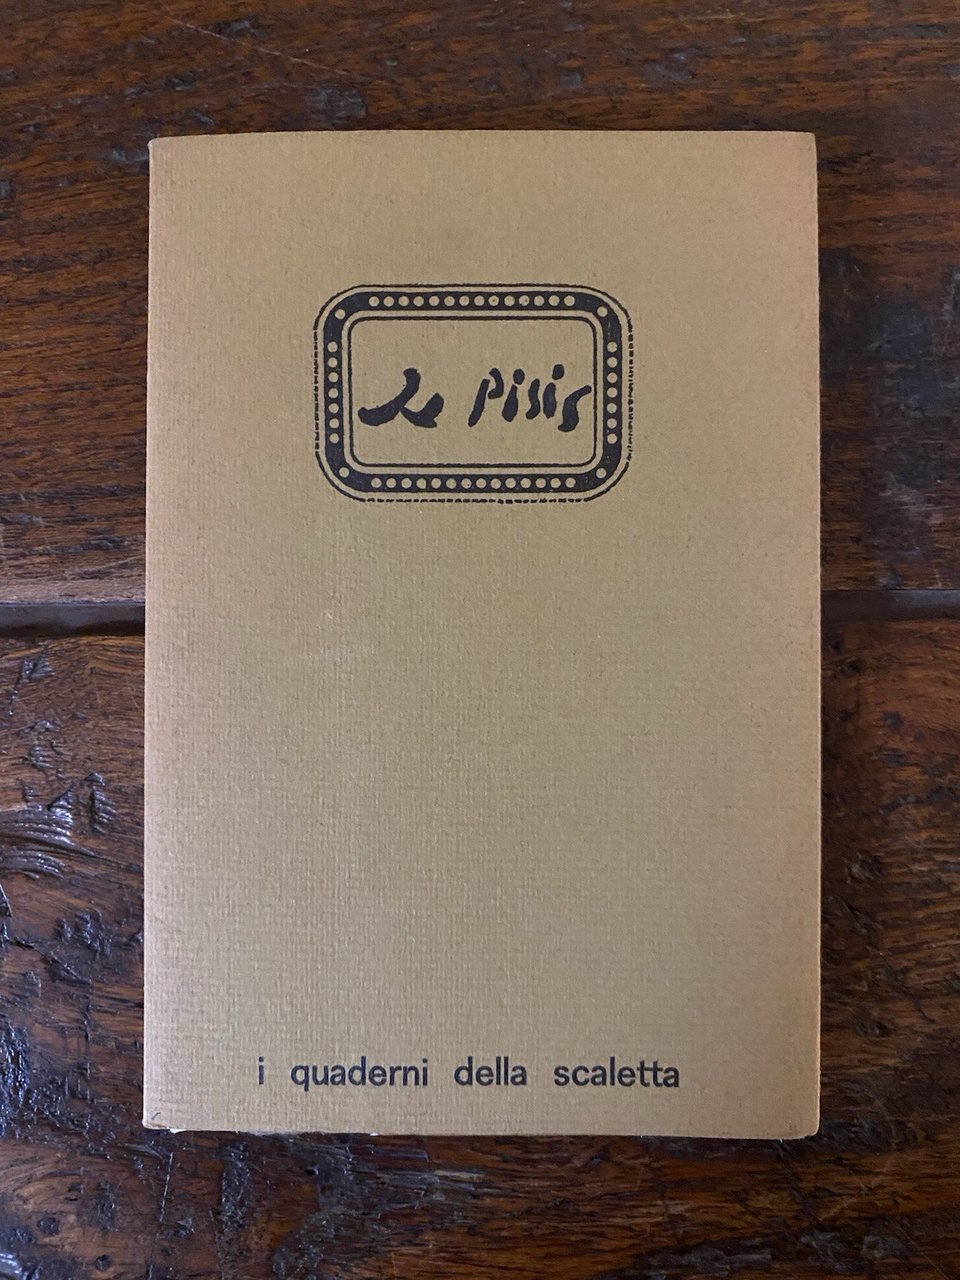 De Pisis
i quaderni della scaletta